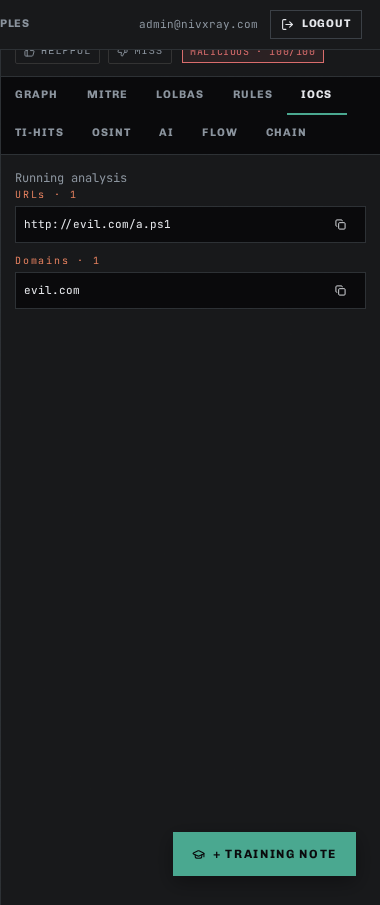 PLES admin@nivxray.com LOGOUT
HELPFUL MISS MALICIOUS · 100/100
GRAPH MITRE LOLBAS RULES IOCS
TI-HITS OSINT AI FLOW CHAIN
Running analysis
URLs · 1
http://evil.com/a.ps1
Domains · 1
evil.com
+ TRAINING NOTE